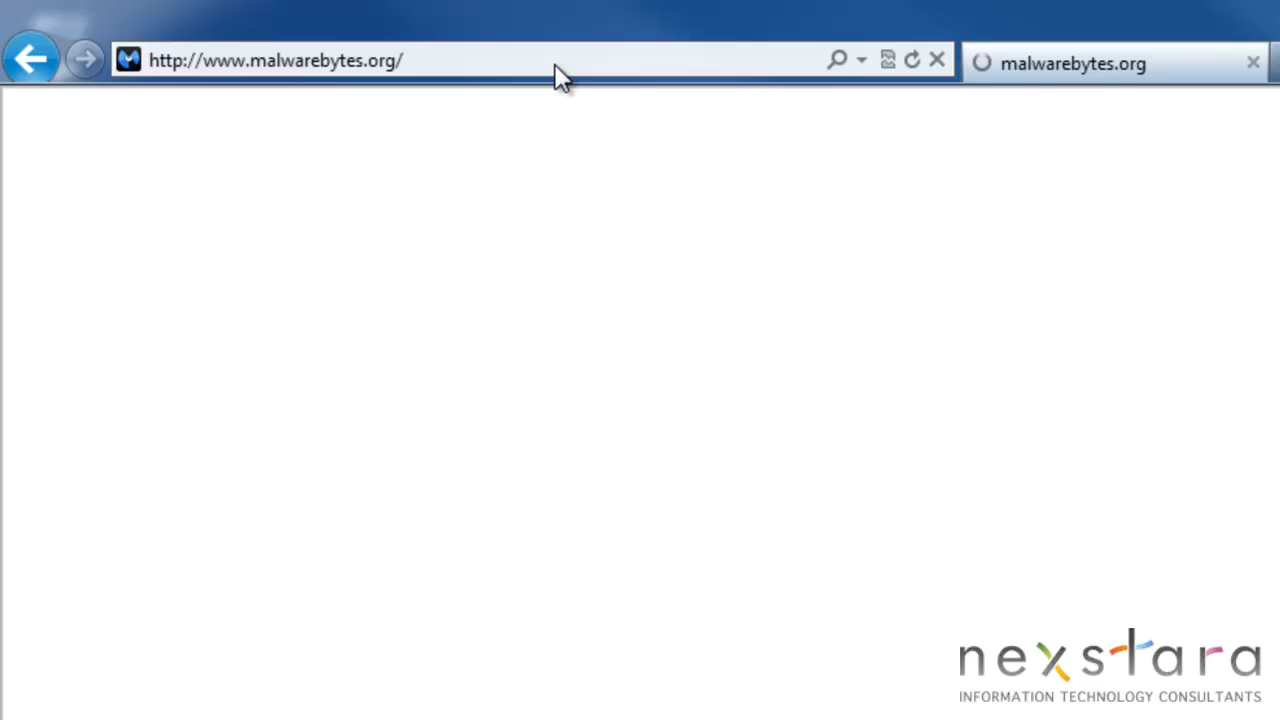 http://www.malwarebytes.org/
malwarebytes.org
nexstara
INFORMATION TECHNOLOGY CONSULTANTS